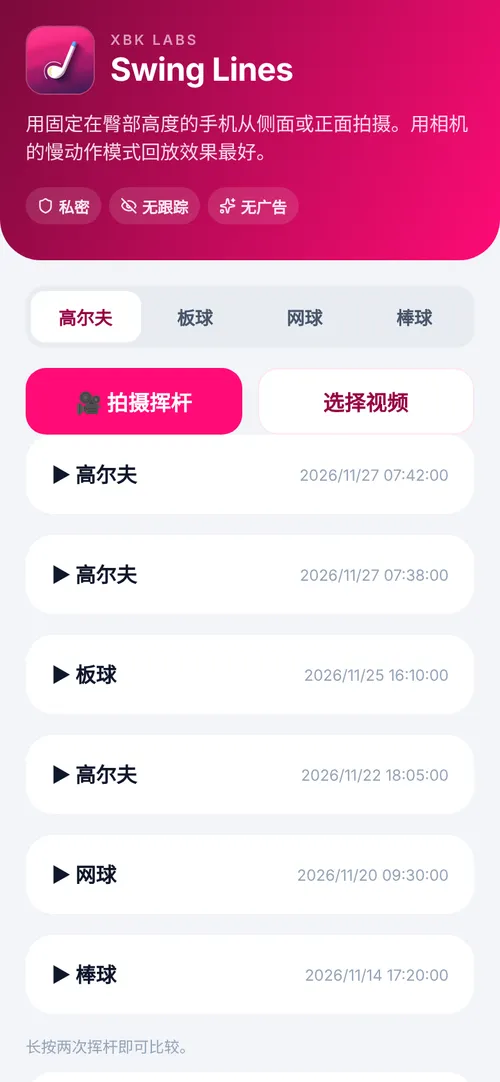 XBK LABS
Swing Lines
用固定在臀部高度的手机从侧面或正面拍摄。用相机
的慢动作模式回放效果最好。
私密 无跟踪 无广告
高尔夫 板球 网球 棒球
🎥 拍摄挥杆 选择视频
▶ 高尔夫 2026/11/27 07:42:00
▶ 高尔夫 2026/11/27 07:38:00
▶ 板球 2026/11/25 16:10:00
▶ 高尔夫 2026/11/22 18:05:00
▶ 网球 2026/11/20 09:30:00
▶ 棒球 2026/11/14 17:20:00
长按两次挥杆即可比较。